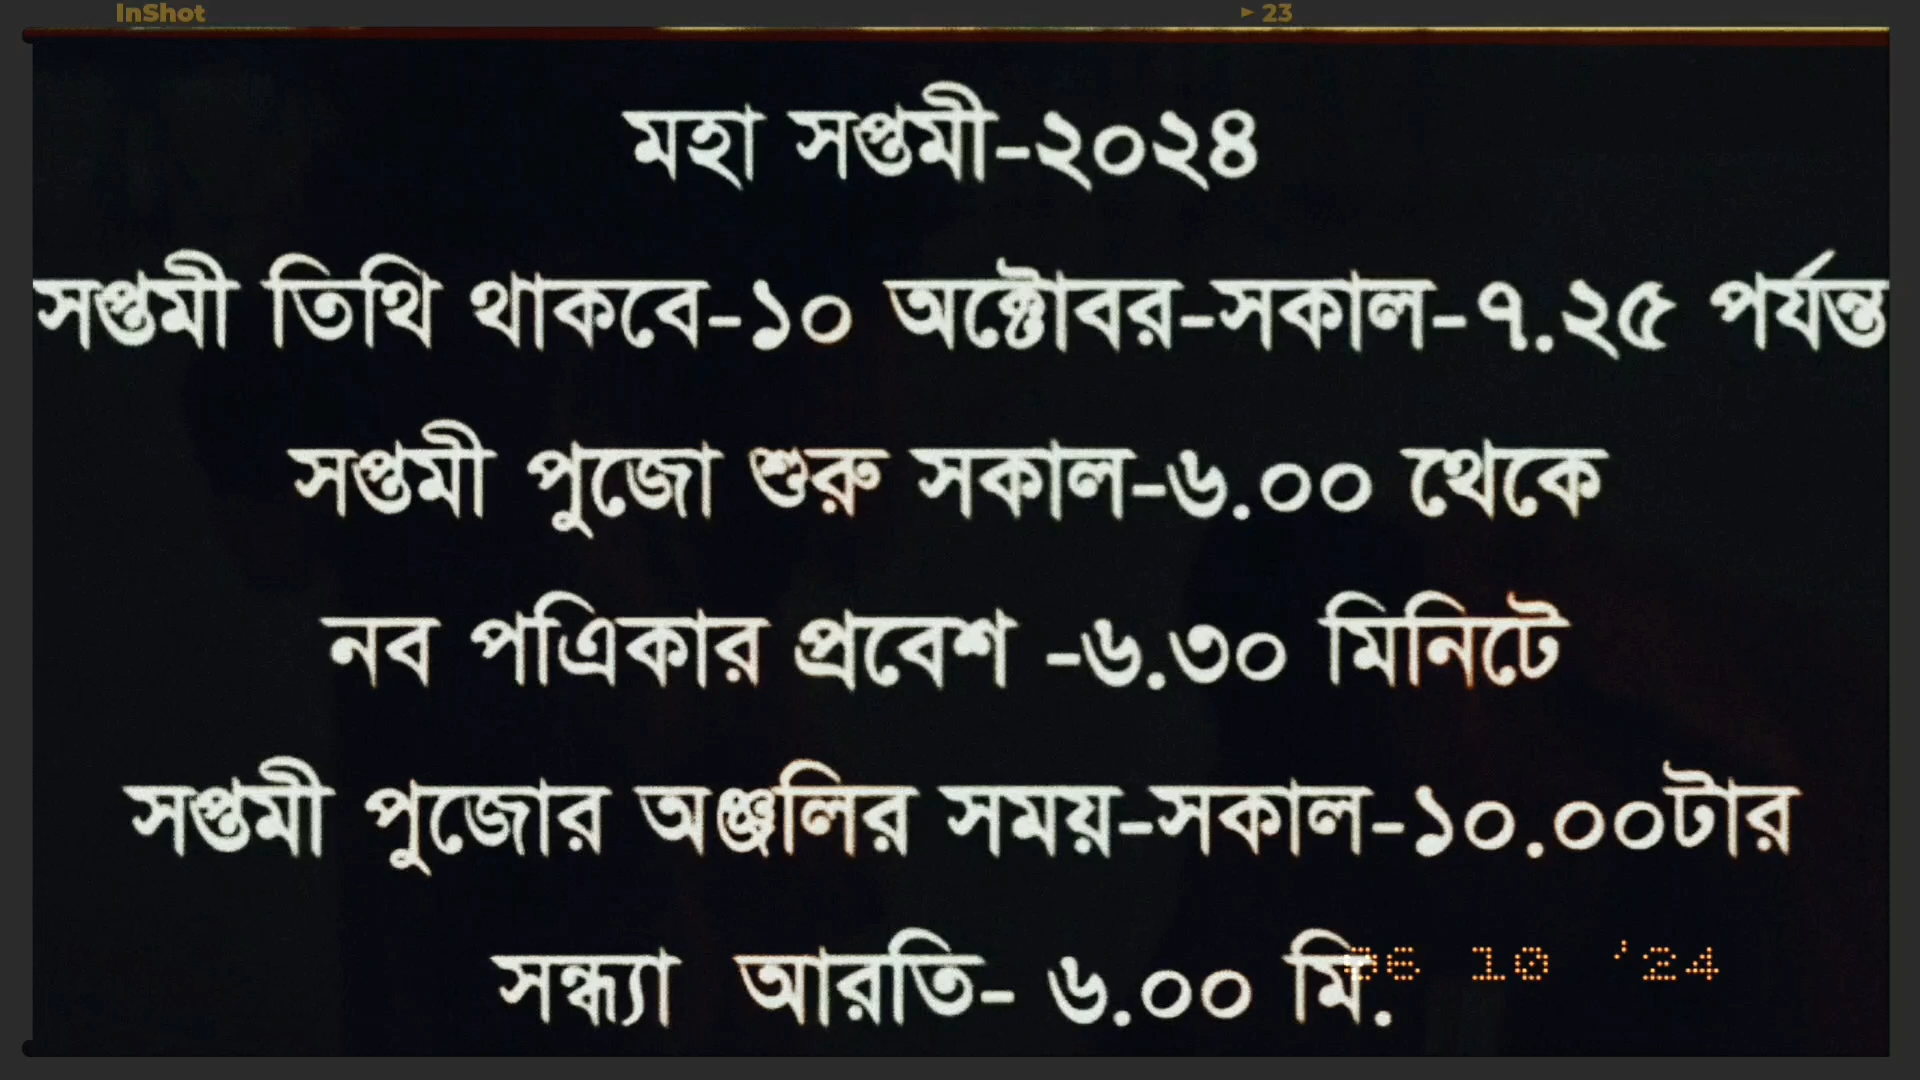 InShot
► 23
মহা সপ্তমী-২০২৪
সপ্তমী তিথি থাকবে-১০ অক্টোবর-সকাল-৭.২৫ পর্যন্ত
সপ্তমী পুজো শুরু সকাল-৬.০০ থেকে
নব পত্রিকার প্রবেশ -৬.৩০ মিনিটে
সপ্তমী পুজোর অঞ্জলির সময়-সকাল-১০.০০টার
সন্ধ্যা আরতি- ৬.০০ মি.
06 10 '24